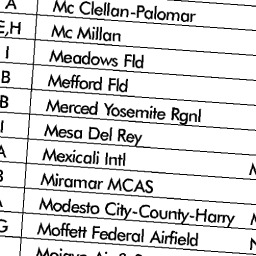 A Mc Clellan-Palomar
E,H Mc Millan
I Meadows Fld
B Mefford Fld
B Merced Yosemite Rgnl
I Mesa Del Rey
A Mexicali Intl
B Miramar MCAS
A Modesto City-County-Harry
G Moffett Federal Airfield